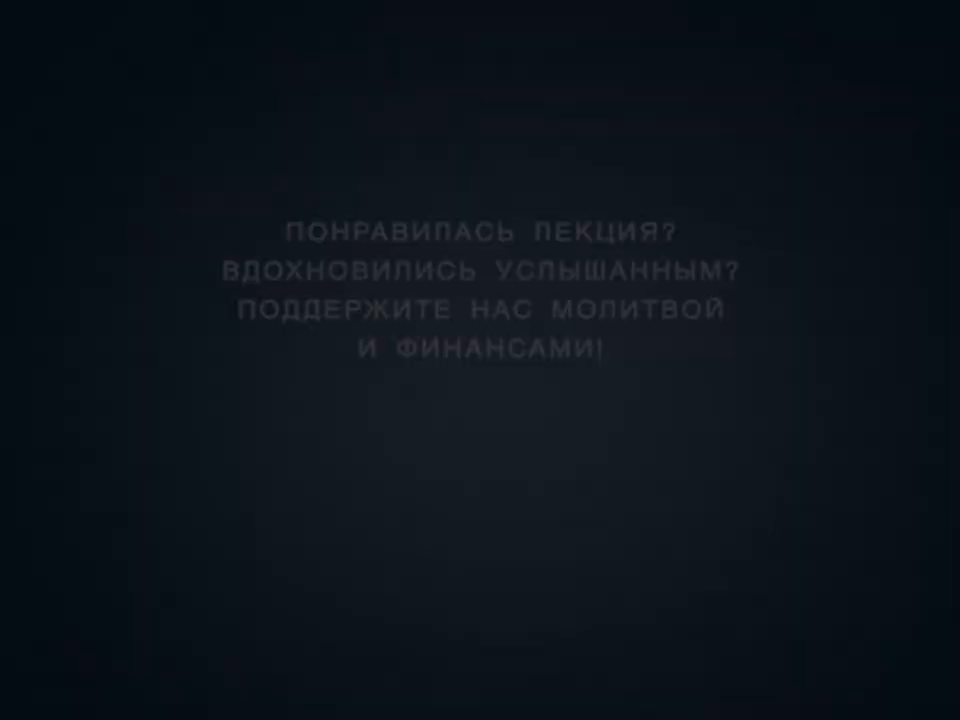 ПОНРАВИЛАСЬ ЛЕКЦИЯ?
ВДОХНОВИЛИСЬ УСЛЫШАННЫМ?
ПОДДЕРЖИТЕ НАС МОЛИТВОЙ
И ФИНАНСАМИ!